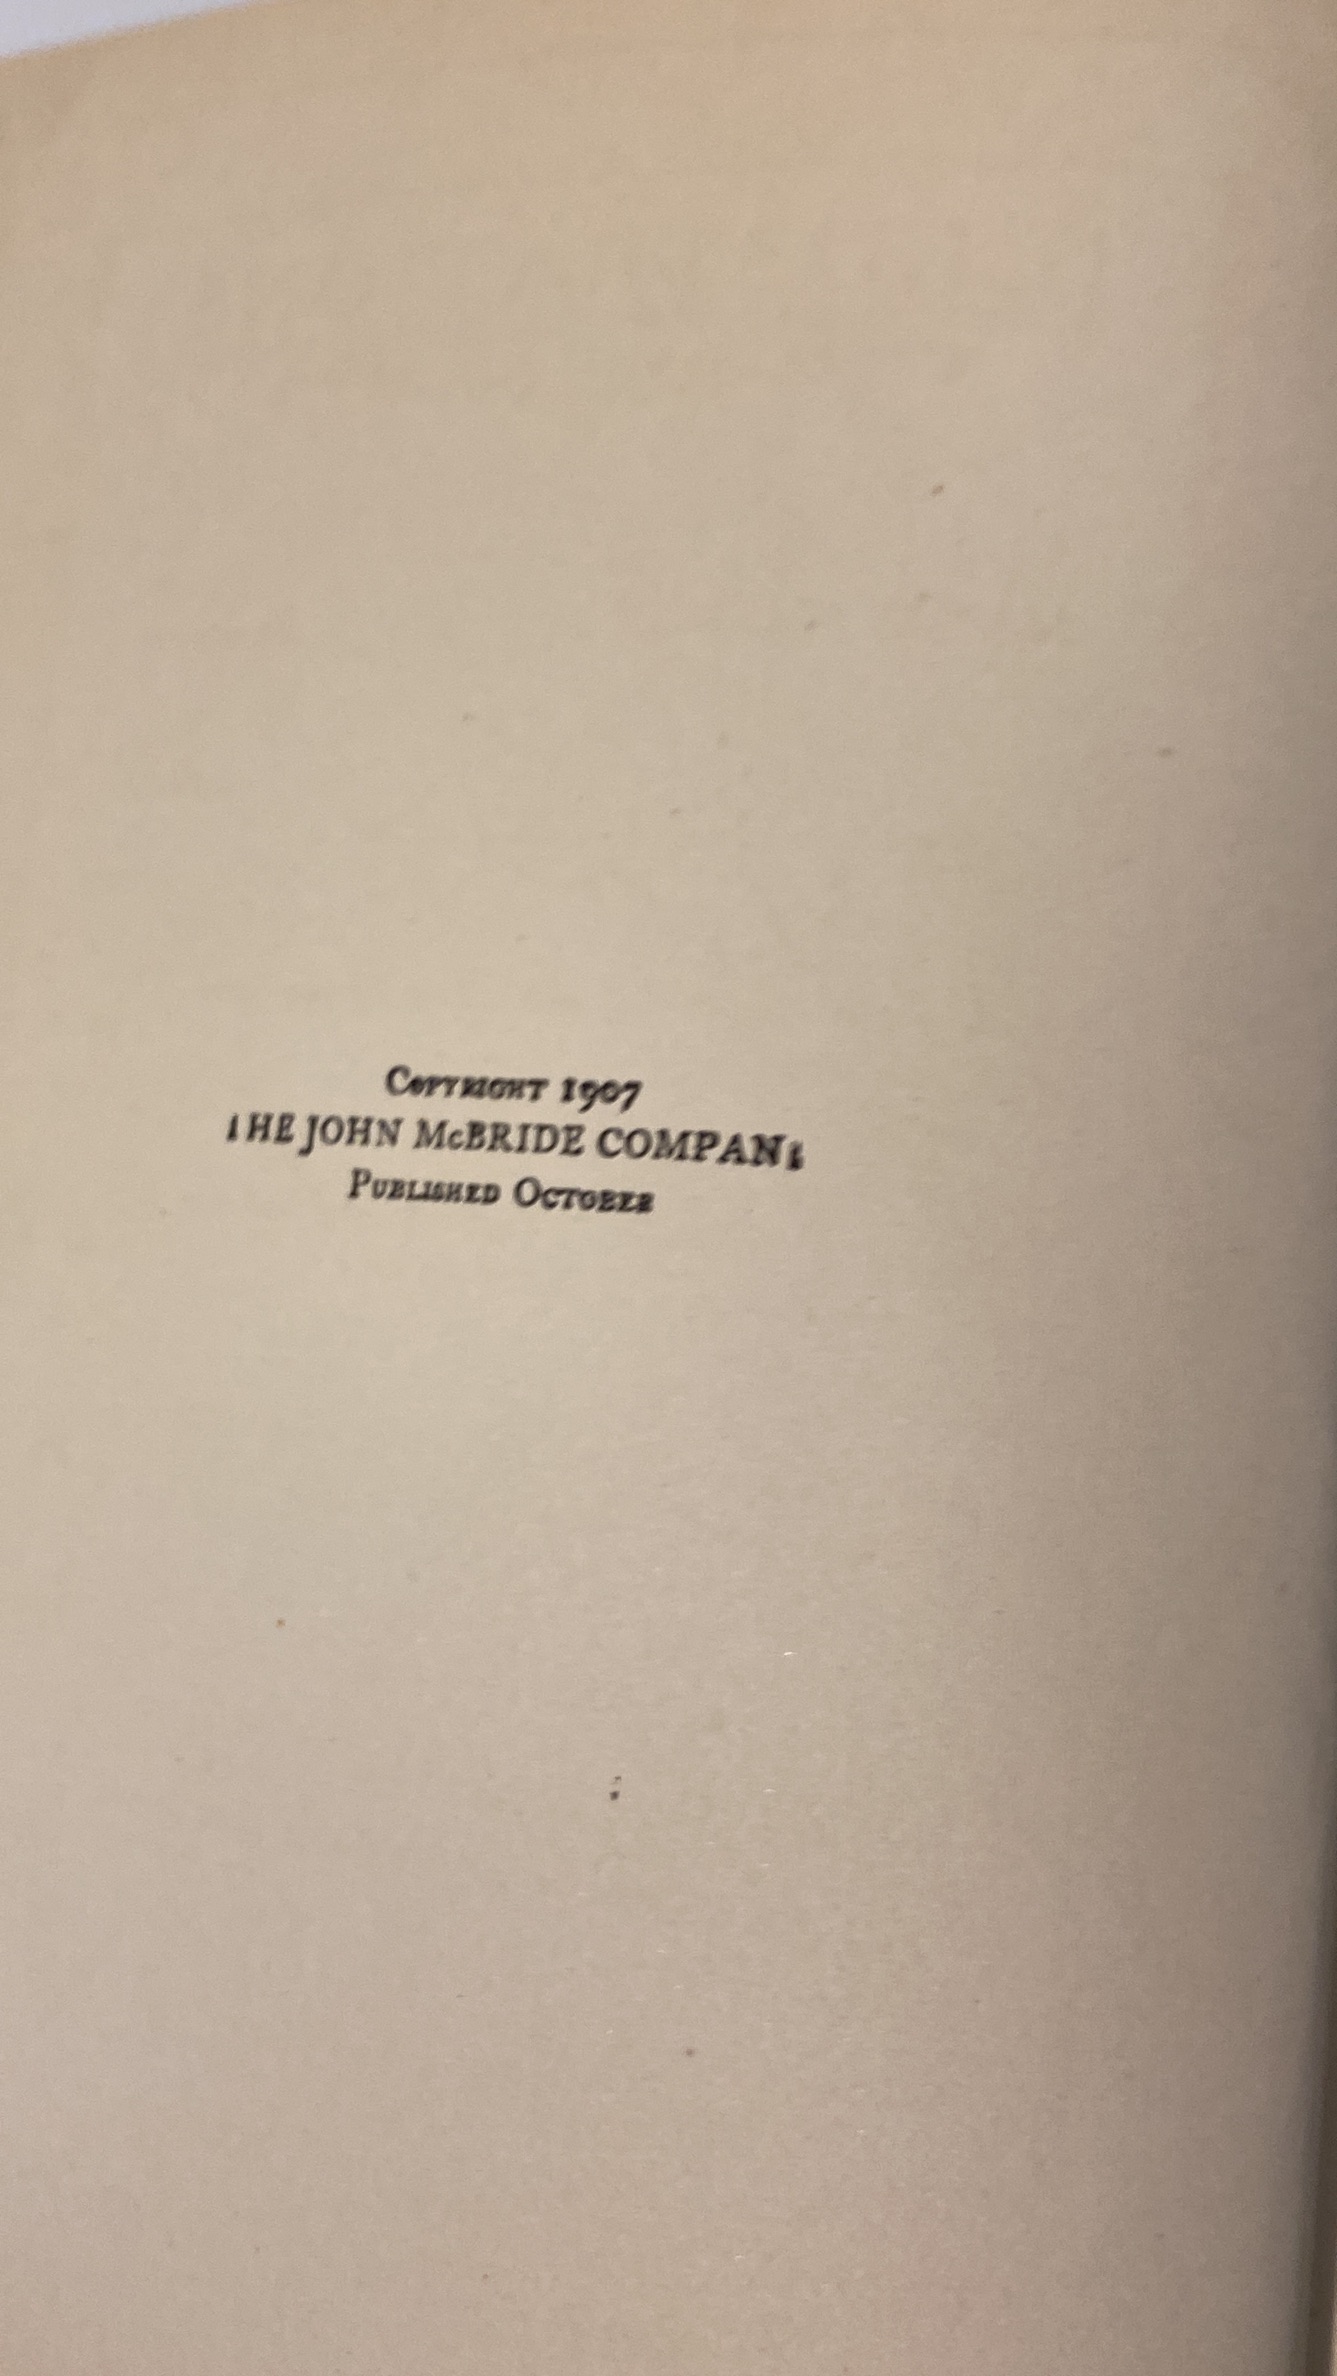 Copyright 1907
THE JOHN McBRIDE COMPANY
Published October